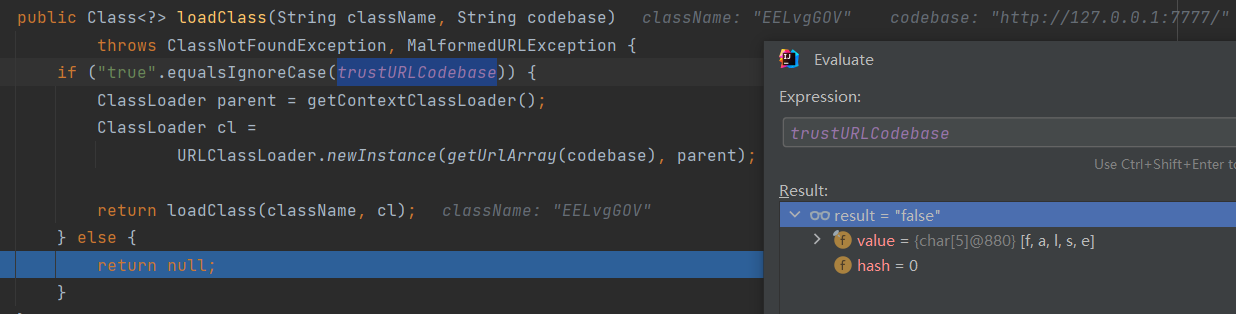 public Class<?> loadClass(String className, String codebase) className: "EELvgGOV" codebase: "http://127.0.0.1:7777/"
throws ClassNotFoundException, MalformedURLException {
if ("true".equalsIgnoreCase(trustURLCodebase)) {
ClassLoader parent = getContextClassLoader();
ClassLoader cl =
URLClassLoader.newInstance(getUrlArray(codebase), parent);
return loadClass(className, cl); className: "EELvgGOV"
} else {
return null;
}
Evaluate
Expression:
trustURLCodebase
Use Ctrl+Shift+Enter to
Result:
result = "false"
value = {char[5]@880} [f, a, l, s, e]
hash = 0